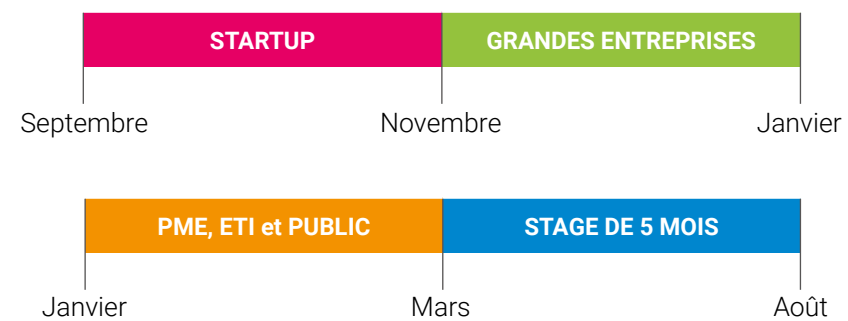 STARTUP GRANDES ENTREPRISES
Septembre Novembre Janvier
PME, ETI et PUBLIC STAGE DE 5 MOIS
Janvier Mars Août